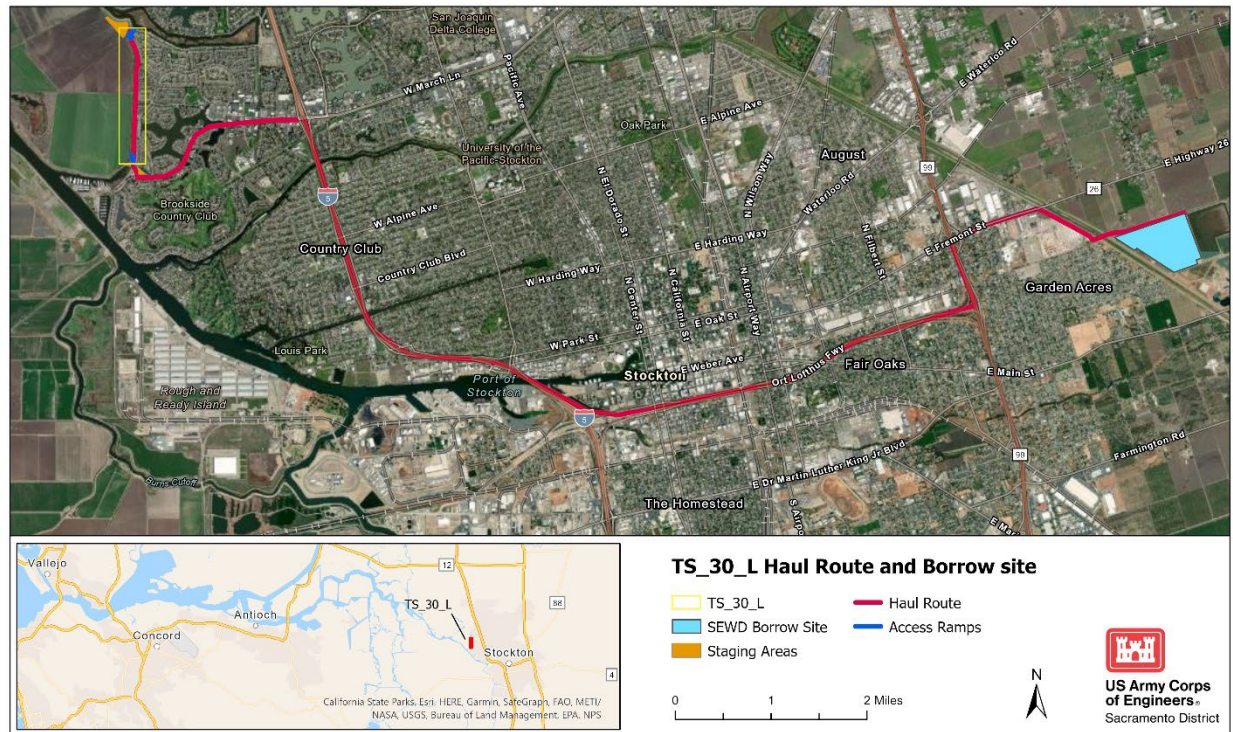 San Joaquin
Delta College
Pacific Ave
W March Ln
E Waterloo Rd
E Alpine Ave
Oak Park
University of the
Pacific-Stockton
N Wilson Way
August
99
E Highway 26
26
Waterloo Rd
Brookside
Country Club
5
W Alpine Ave
N El Dorado St
Country Club
E Harding Way
N Filbert St
E Fremont St
Country Club Blvd
W Harding Way
N Center St
N California St
N Airport Way
Garden Acres
E Oak St
W Park St
Louis Park
E Weber Ave
Ort Lofthus Fwy
Fair Oaks
E Main St
Port of
Stockton
Stockton
Rough and
Ready Island
5
E Dr Martin Luther King Jr Blvd
99
Farmington Rd
Burns Cutoff
The Homestead
S Airpo
E Mar
Vallejo
12
88
TS_30_L
Antioch
Concord
Stockton
4
California State Parks, Esri, HERE, Garmin, SafeGraph, FAO, METI/
NASA, USGS, Bureau of Land Management, EPA, NPS
TS_30_L Haul Route and Borrow site
TS_30_L
Haul Route
SEWD Borrow Site
Access Ramps
Staging Areas
0 1 2 Miles
N
US Army Corps
of Engineers®
Sacramento District